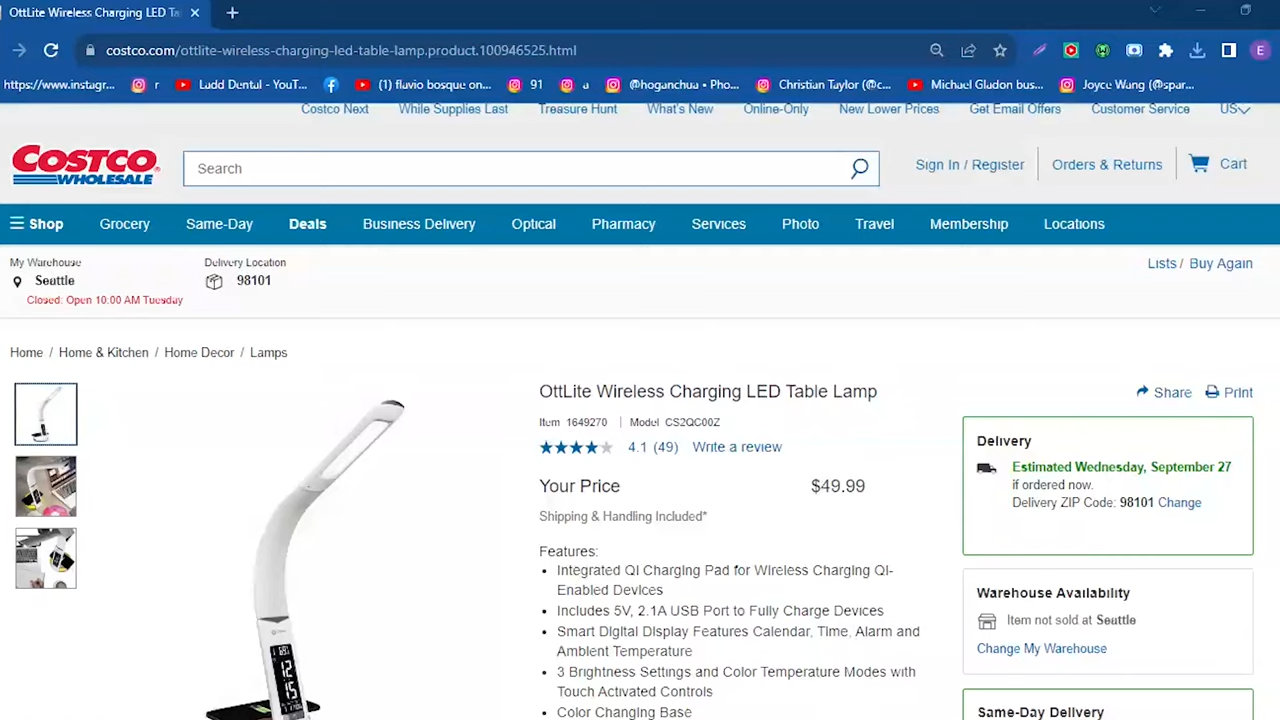 OttLite Wireless Charging LED Ta
costco.com/ottlite-wireless-charging-led-table-lamp.product.100946525.html
E
https://www.instagr... r Ladd Dental - YouT... (1) flavio bosque on... 91 a @hoganchua • Pho... Christian Taylor (@c... Michael Gladon bus... Joyce Wang (@spar...
Costco Next While Supplies Last Treasure Hunt What's New Online-Only New Lower Prices Get Email Offers Customer Service US
COSTCO
WHOLESALE
Search
Sign In / Register Orders & Returns Cart
Shop Grocery Same-Day Deals Business Delivery Optical Pharmacy Services Photo Travel Membership Locations
My Warehouse
Seattle
Closed: Open 10:00 AM Tuesday
Delivery Location
98101
Lists / Buy Again
Home / Home & Kitchen / Home Decor / Lamps
OttLite Wireless Charging LED Table Lamp
Item 1649270 | Model CS2QC00Z
4.1 (49) Write a review
Your Price $49.99
Shipping & Handling Included*
Features:
• Integrated QI Charging Pad for Wireless Charging QI-
Enabled Devices
• Includes 5V, 2.1A USB Port to Fully Charge Devices
• Smart Digital Display Features Calendar, Time, Alarm and
Ambient Temperature
• 3 Brightness Settings and Color Temperature Modes with
Touch Activated Controls
• Color Changing Base
Share Print
Delivery
Estimated Wednesday, September 27
if ordered now.
Delivery ZIP Code: 98101 Change
Warehouse Availability
Item not sold at Seattle
Change My Warehouse
Same-Day Delivery